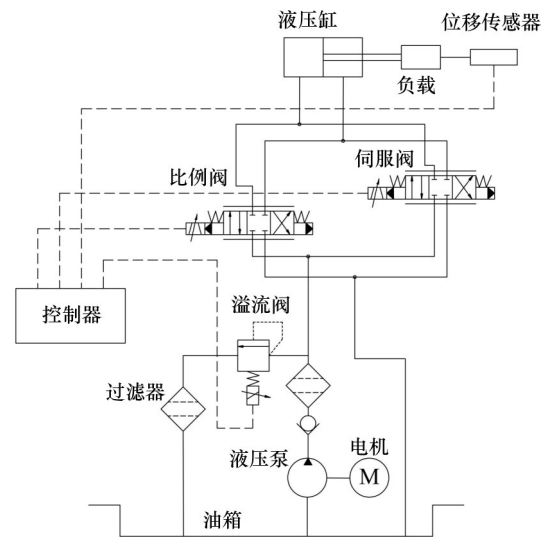 液压缸
位移传感器
负载
伺服阀
比例阀
控制器
溢流阀
过滤器
液压泵
电机
M
油箱